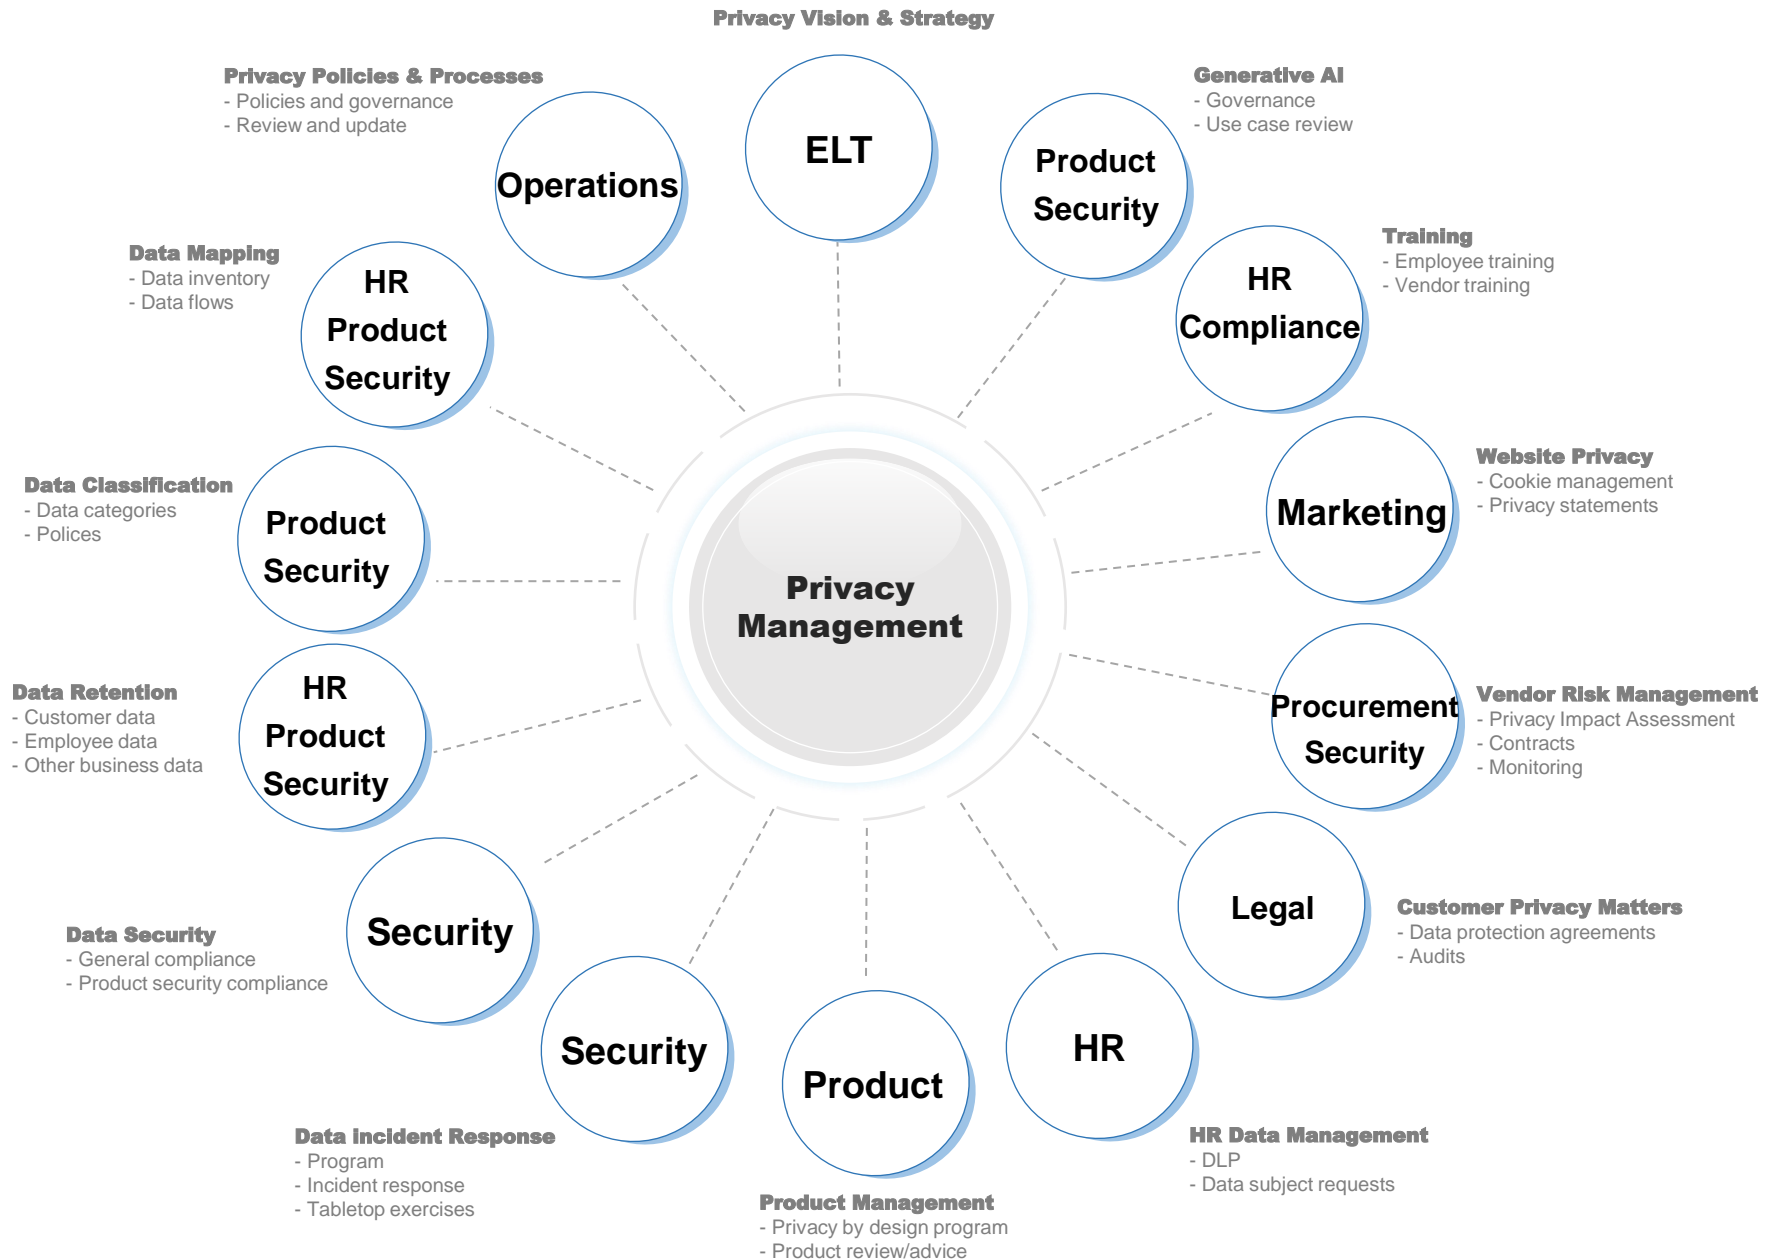 Privacy Vision & Strategy
ELT
Generative AI
- Governance
- Use case review
Product
Security
Training
- Employee training
- Vendor training
HR
Compliance
Website Privacy
- Cookie management
- Privacy statements
Marketing
Vendor Risk Management
- Privacy Impact Assessment
- Contracts
- Monitoring
Procurement
Security
Customer Privacy Matters
- Data protection agreements
- Audits
Legal
HR Data Management
- DLP
- Data subject requests
HR
Product Management
- Privacy by design program
- Product review/advice
Product
Data Incident Response
- Program
- Incident response
- Tabletop exercises
Security
Data Security
- General compliance
- Product security compliance
Security
Data Retention
- Customer data
- Employee data
- Other business data
HR
Product
Security
Data Classification
- Data categories
- Polices
Product
Security
Data Mapping
- Data inventory
- Data flows
HR
Product
Security
Privacy Policies & Processes
- Policies and governance
- Review and update
Operations
Privacy
Management